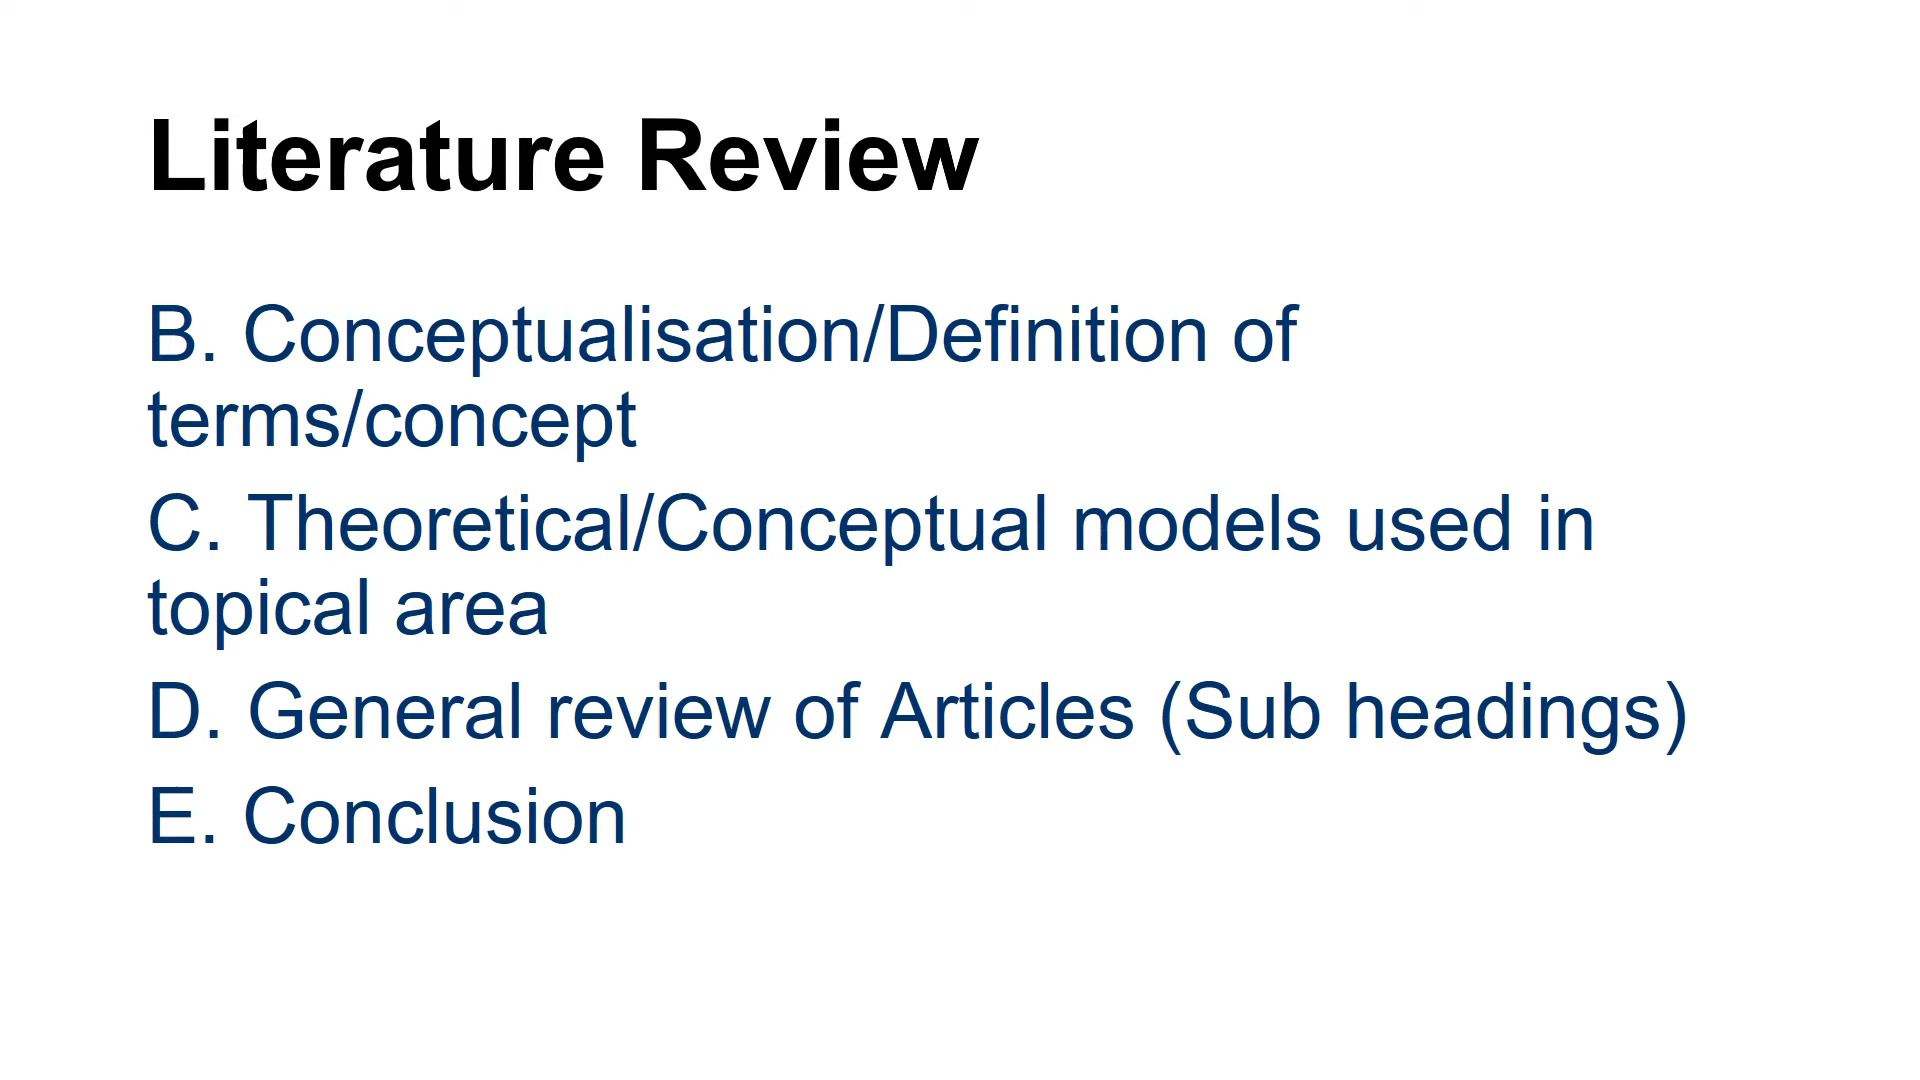 Literature Review
B. Conceptualisation/Definition of
terms/concept
C. Theoretical/Conceptual models used in
topical area
D. General review of Articles (Sub headings)
E. Conclusion